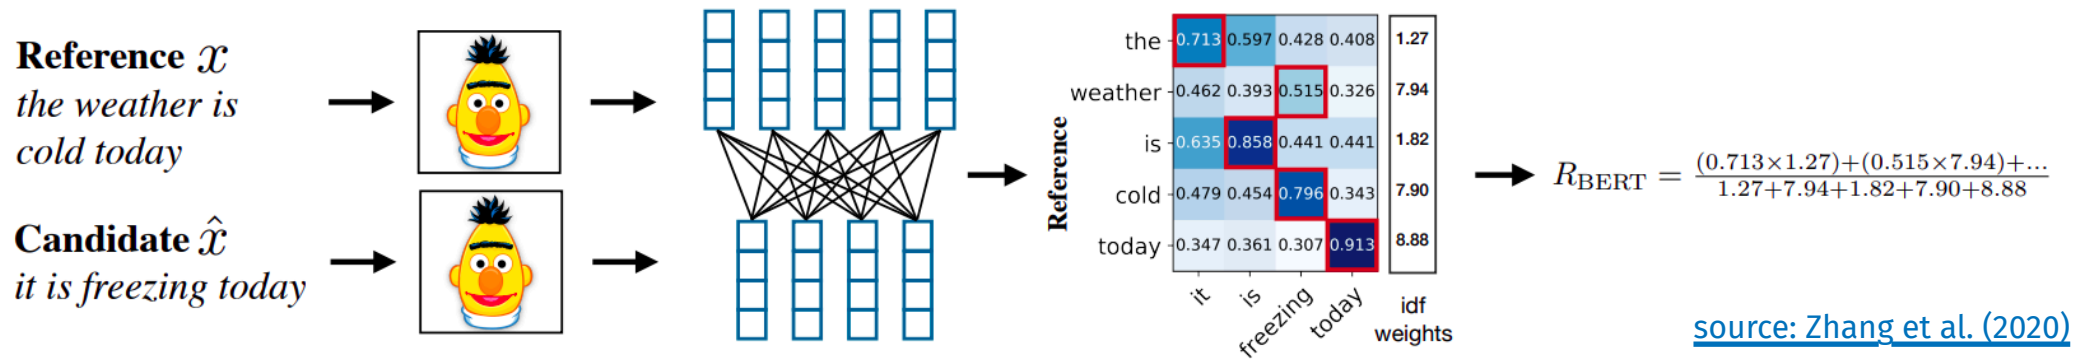 Reference x
the weather is
cold today
Candidate x̂
it is freezing today
Reference
the 0.713 0.597 0.428 0.408 1.27
weather 0.462 0.393 0.515 0.326 7.94
is 0.635 0.858 0.441 0.441 1.82
cold 0.479 0.454 0.796 0.343 7.90
today 0.347 0.361 0.307 0.913 8.88
it is freezing today
idf
weights
R_BERT = (0.713×1.27)+(0.515×7.94)+... / 1.27+7.94+1.82+7.90+8.88
source: Zhang et al. (2020)